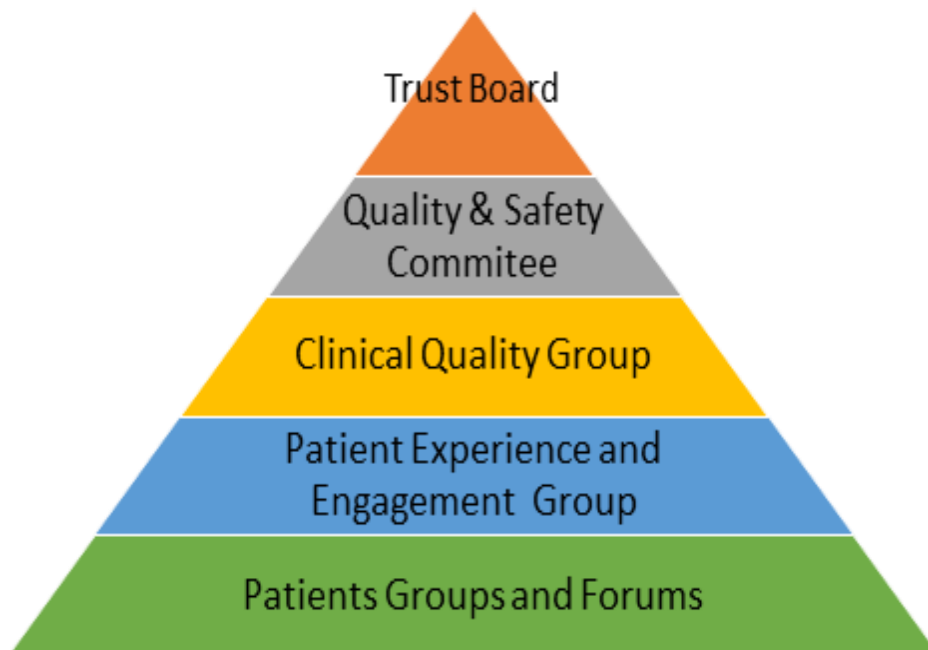 Trust Board
Quality & Safety
Commitee
Clinical Quality Group
Patient Experience and
Engagement Group
Patients Groups and Forums